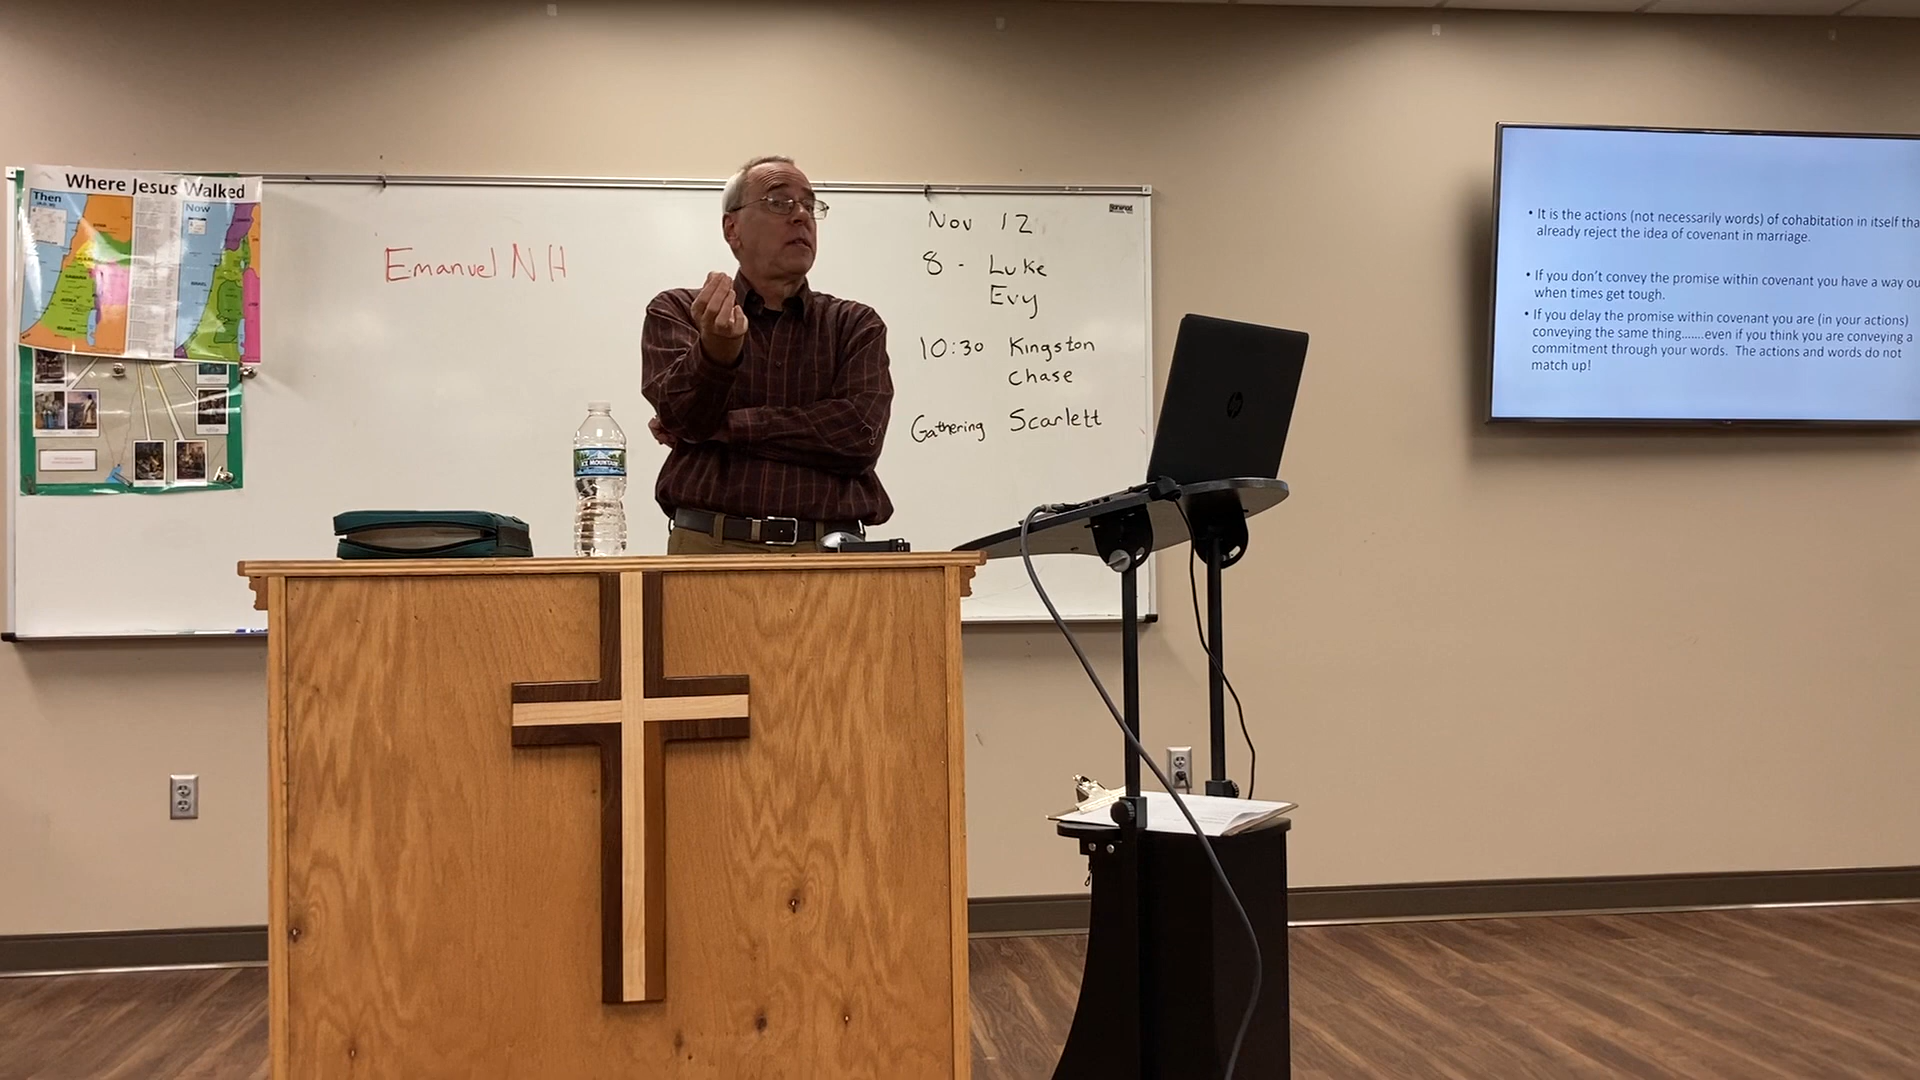 Where Jesus Walked
Then
Now
Emanuel NH
Nov 12
8 - Luke
Evy
10:30 Kingston
Chase
Gathering Scarlett
ICE MOUNTAIN
hp
• It is the actions (not necessarily words) of cohabitation in itself tha
already reject the idea of covenant in marriage.
• If you don't convey the promise within covenant you have a way ou
when times get tough.
• If you delay the promise within covenant you are (in your actions)
conveying the same thing.......even if you think you are conveying a
commitment through your words. The actions and words do not
match up!